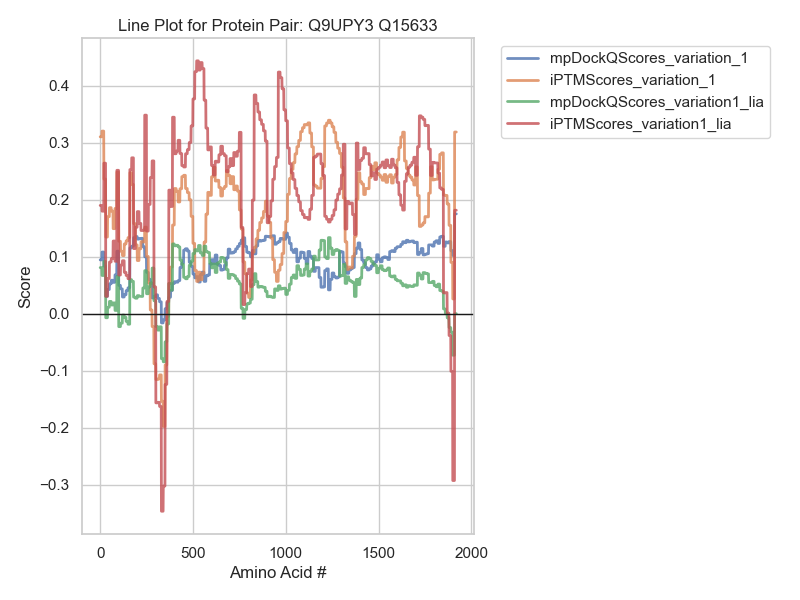 Line Plot for Protein Pair: Q9UPY3 Q15633
mpDockQScores_variation_1
iPTMScores_variation_1
mpDockQScores_variation1_lia
iPTMScores_variation1_lia
0.4
0.3
0.2
0.1
0.0
−0.1
−0.2
−0.3
Score
0 500 1000 1500 2000
Amino Acid #